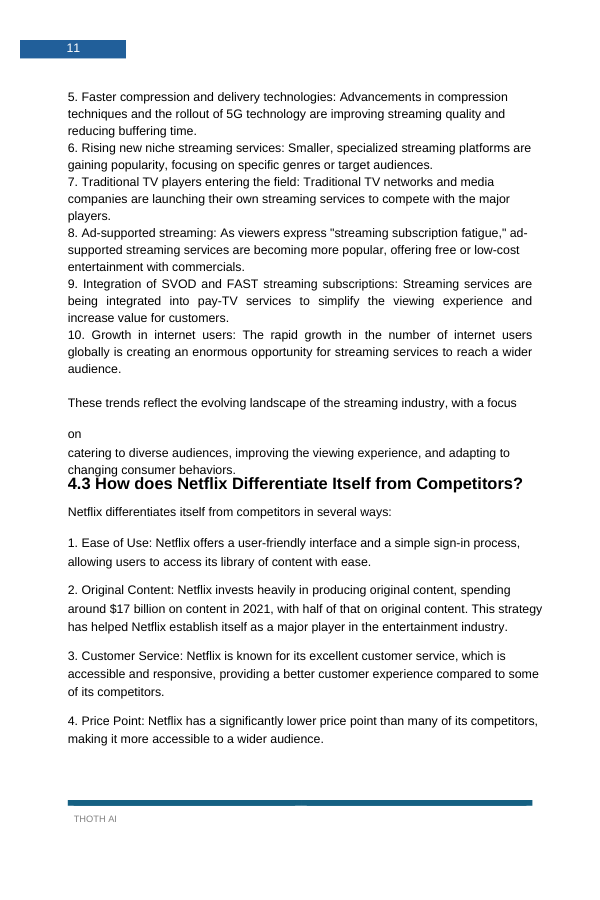 11
5. Faster compression and delivery technologies: Advancements in compression
techniques and the rollout of 5G technology are improving streaming quality and
reducing buffering time.
6. Rising new niche streaming services: Smaller, specialized streaming platforms are
gaining popularity, focusing on specific genres or target audiences.
7. Traditional TV players entering the field: Traditional TV networks and media
companies are launching their own streaming services to compete with the major
players.
8. Ad-supported streaming: As viewers express "streaming subscription fatigue," ad-
supported streaming services are becoming more popular, offering free or low-cost
entertainment with commercials.
9. Integration of SVOD and FAST streaming subscriptions: Streaming services are
being integrated into pay-TV services to simplify the viewing experience and
increase value for customers.
10. Growth in internet users: The rapid growth in the number of internet users
globally is creating an enormous opportunity for streaming services to reach a wider
audience.
These trends reflect the evolving landscape of the streaming industry, with a focus
on
catering to diverse audiences, improving the viewing experience, and adapting to
changing consumer behaviors.
4.3 How does Netflix Differentiate Itself from Competitors?
Netflix differentiates itself from competitors in several ways:
1. Ease of Use: Netflix offers a user-friendly interface and a simple sign-in process,
allowing users to access its library of content with ease.
2. Original Content: Netflix invests heavily in producing original content, spending
around $17 billion on content in 2021, with half of that on original content. This strategy
has helped Netflix establish itself as a major player in the entertainment industry.
3. Customer Service: Netflix is known for its excellent customer service, which is
accessible and responsive, providing a better customer experience compared to some
of its competitors.
4. Price Point: Netflix has a significantly lower price point than many of its competitors,
making it more accessible to a wider audience.
THOTH AI